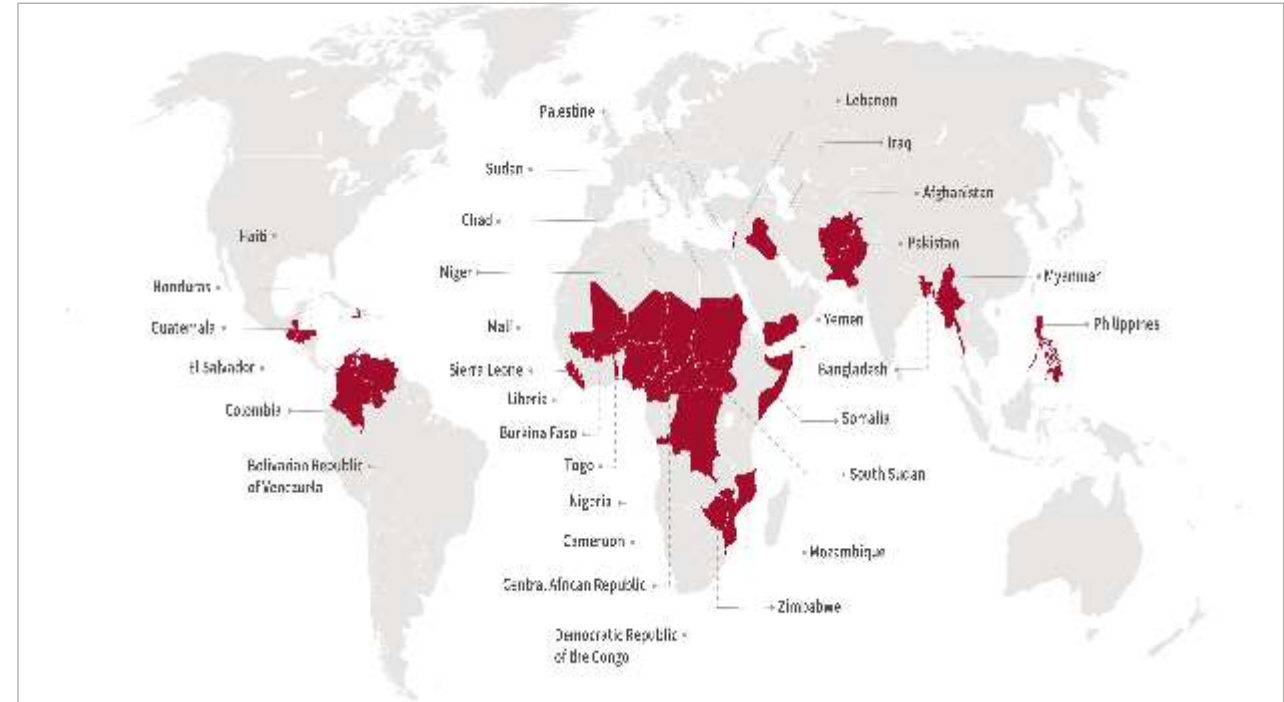 Palestine
Lebanon
Iraq
Sudan
Afghanistan
Chad
Haiti
Pakistan
Niger
Myanmar
Honduras
Guatemala
Mali
Yemen
Philippines
El Salvador
Sierra Leone
Bangladesh
Liberia
Colombia
Somalia
Burkina Faso
Togo
Bolivarian Republic
of Venezuela
South Sudan
Nigeria
Cameroon
Mozambique
Central African Republic
Zimbabwe
Democratic Republic
of the Congo